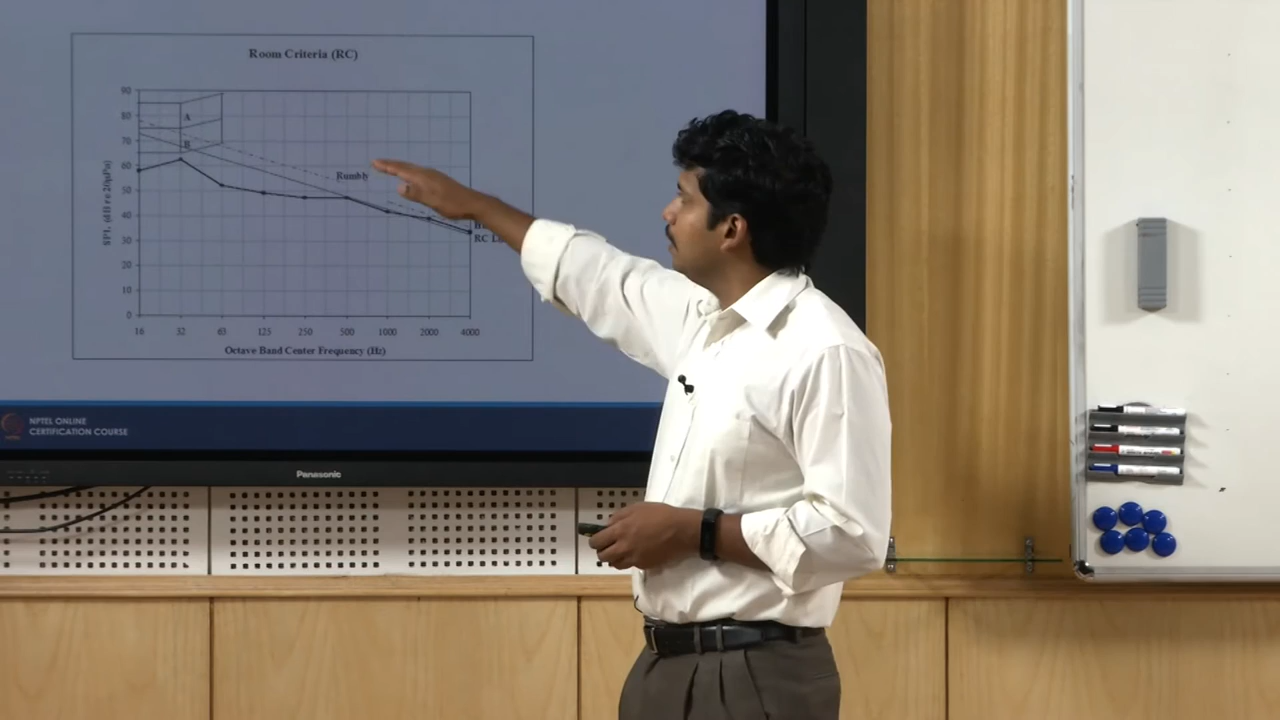 Room Criteria (RC)
90
80
70
60
50
40
30
20
10
0
SPL (dB re 20µPa)
A
B
Rumbly
RC
16 32 63 125 250 500 1000 2000 4000
Octave Band Center Frequency (Hz)
NPTEL ONLINE
CERTIFICATION COURSE
Panasonic